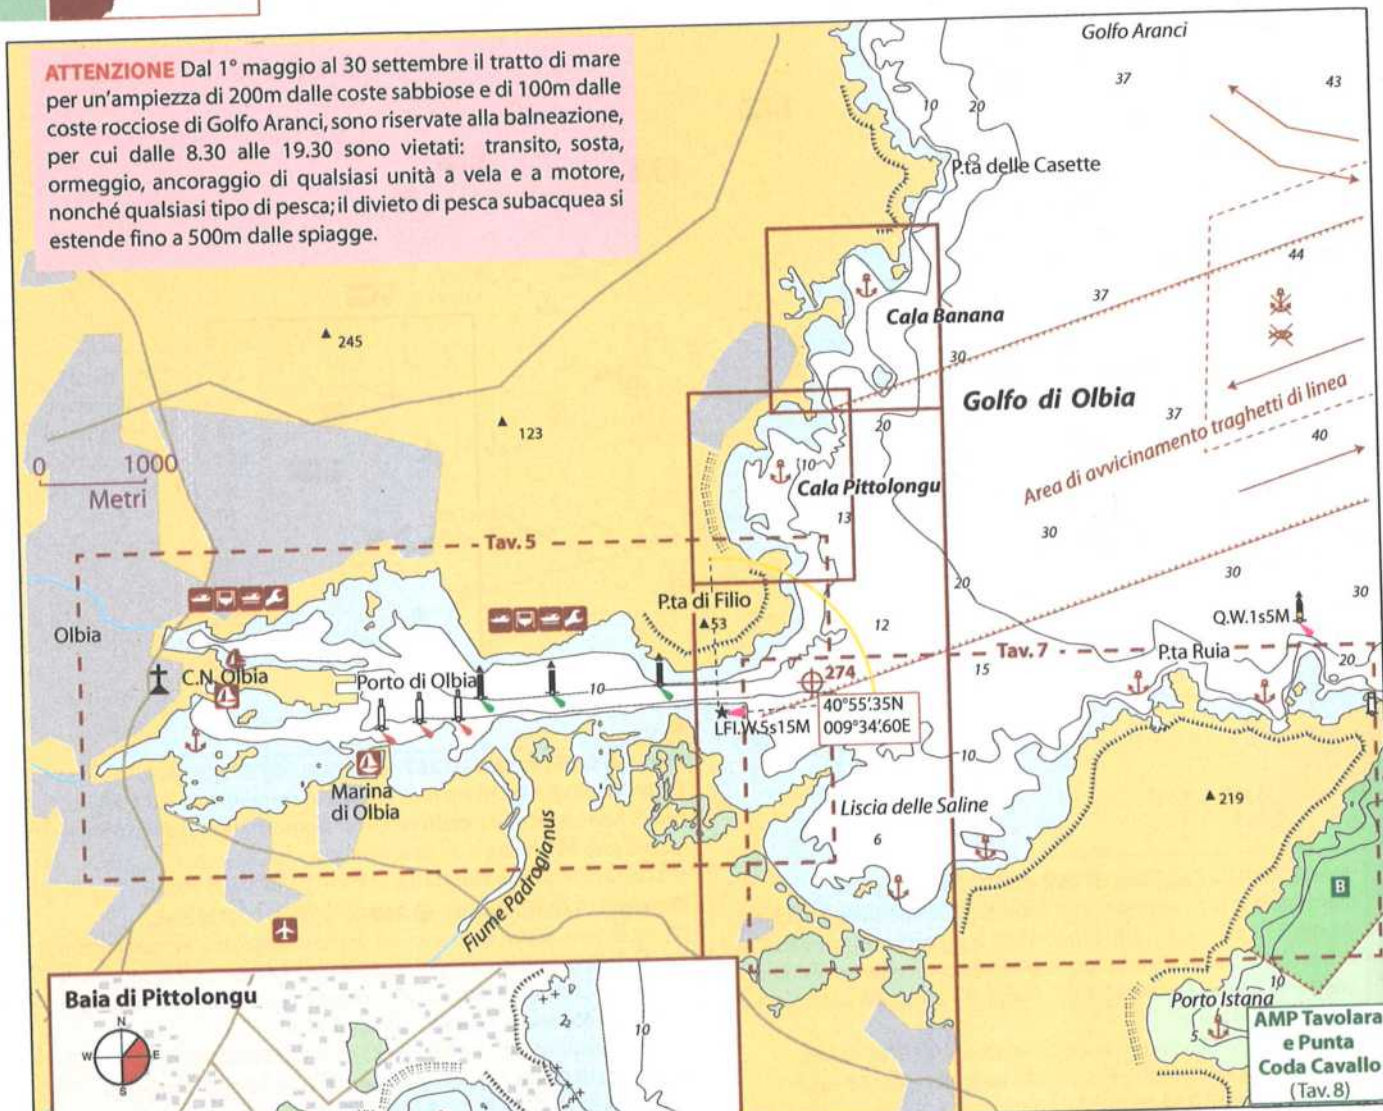 ATTENZIONE Dal 1° maggio al 30 settembre il tratto di mare
per un'ampiezza di 200m dalle coste sabbiose e di 100m dalle
coste rocciose di Golfo Aranci, sono riservate alla balneazione,
per cui dalle 8.30 alle 19.30 sono vietati: transito, sosta,
ormeggio, ancoraggio di qualsiasi unità a vela e a motore,
nonché qualsiasi tipo di pesca; il divieto di pesca subacquea si
estende fino a 500m dalle spiagge.
Golfo Aranci
37
43
10
20
P.ta delle Casette
44
37
Cala Banana
30
245
Golfo di Olbia
37
20
Area di avvicinamento traghetti di linea
40
123
0 1000
Metri
10
Cala Pittolongu
13
30
Tav. 5
20
30
30
P.ta di Filio
53
12
Q.W.1s5M
Olbia
C.N. Olbia
Porto di Olbia
10
274
15
Tav. 7
P.ta Ruia
20
LFl.W.5s15M
40°55'.35N
009°34'.60E
10
Marina
di Olbia
Liscia delle Saline
6
219
Fiume Padrogianus
B
Baia di Pittolongu
N
W
E
S
2₂
10
10
Porto Istana
5
AMP Tavolara
e Punta
Coda Cavallo
(Tav. 8)